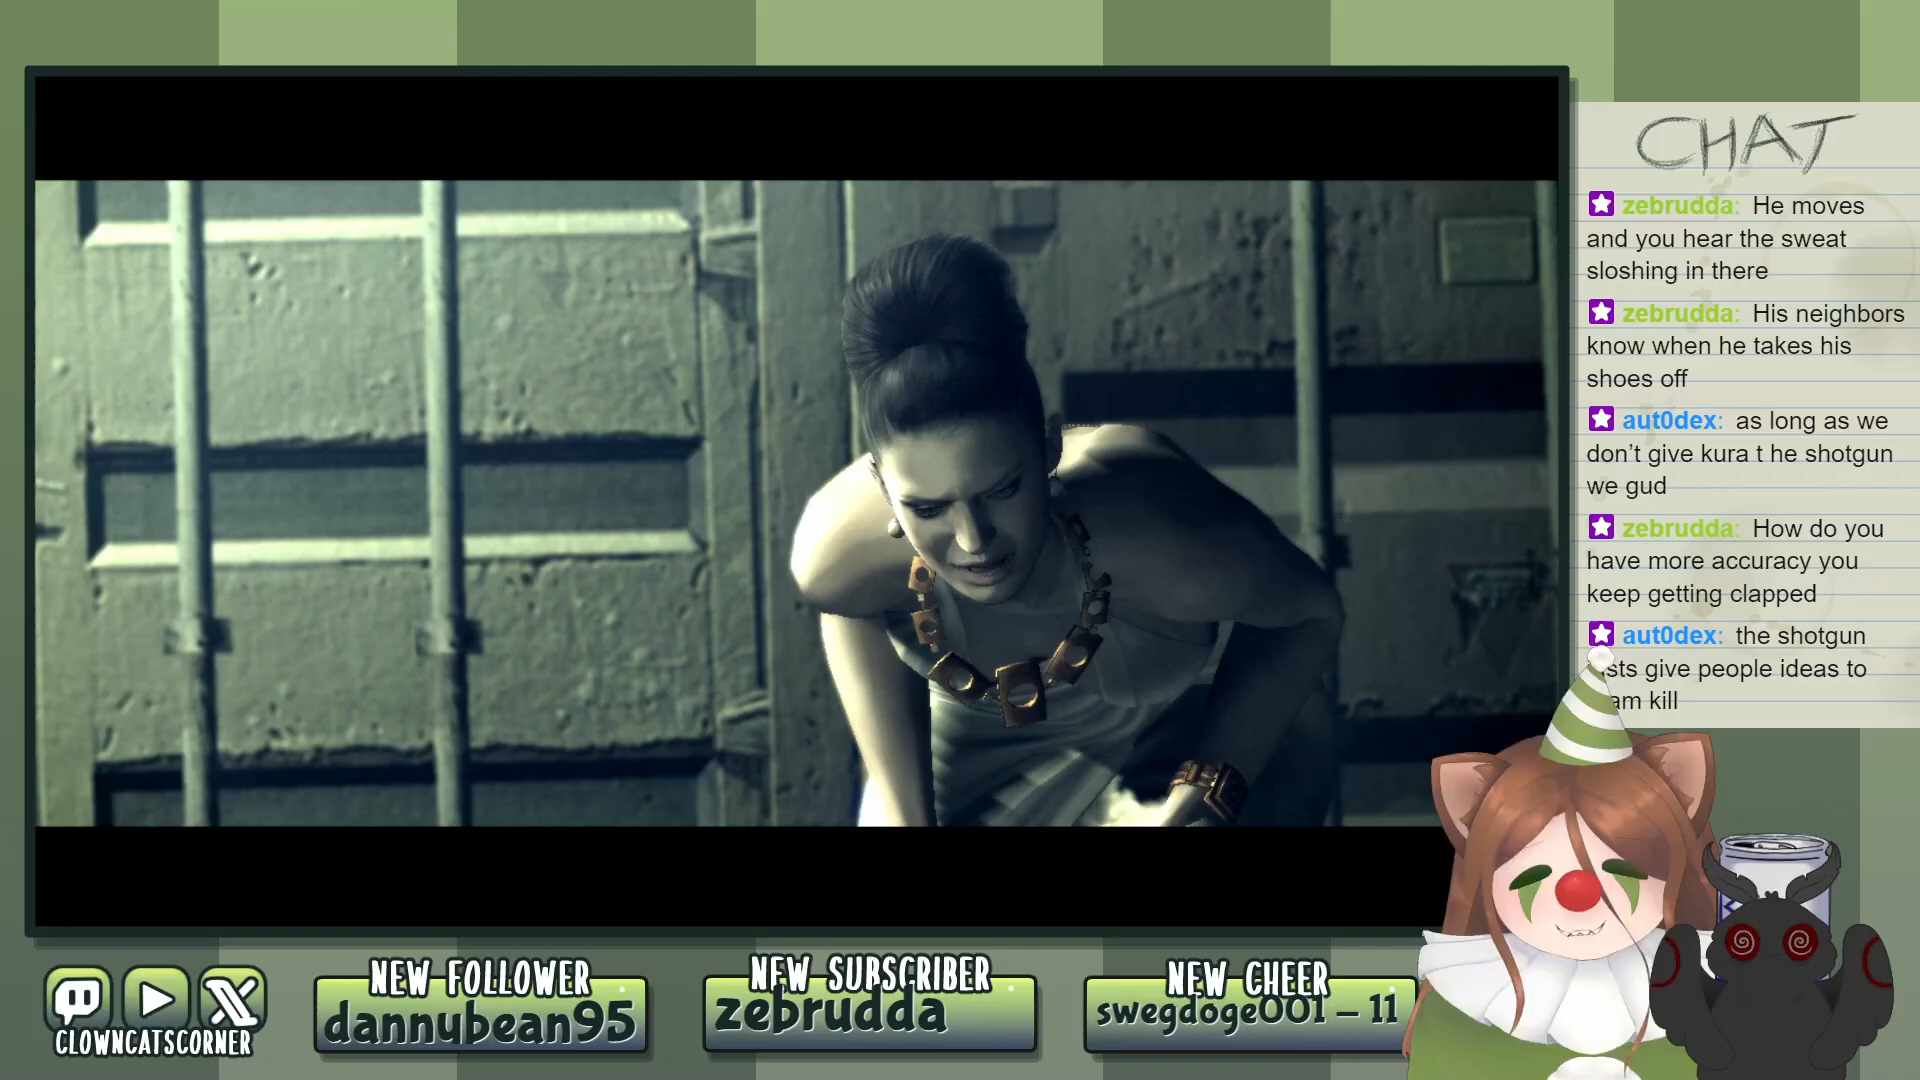 CHAT
zebrudda: He moves
and you hear the sweat
sloshing in there
zebrudda: His neighbors
know when he takes his
shoes off
aut0dex: as long as we
don’t give kura t he shotgun
we gud
zebrudda: How do you
have more accuracy you
keep getting clapped
aut0dex: the shotgun
give people ideas to
kill
CLOWNCATSCORNER
NEW FOLLOWER
dannubean95
NEW SUBSCRIBER
zebrudda
NEW CHEER
swegdoge001 – 11